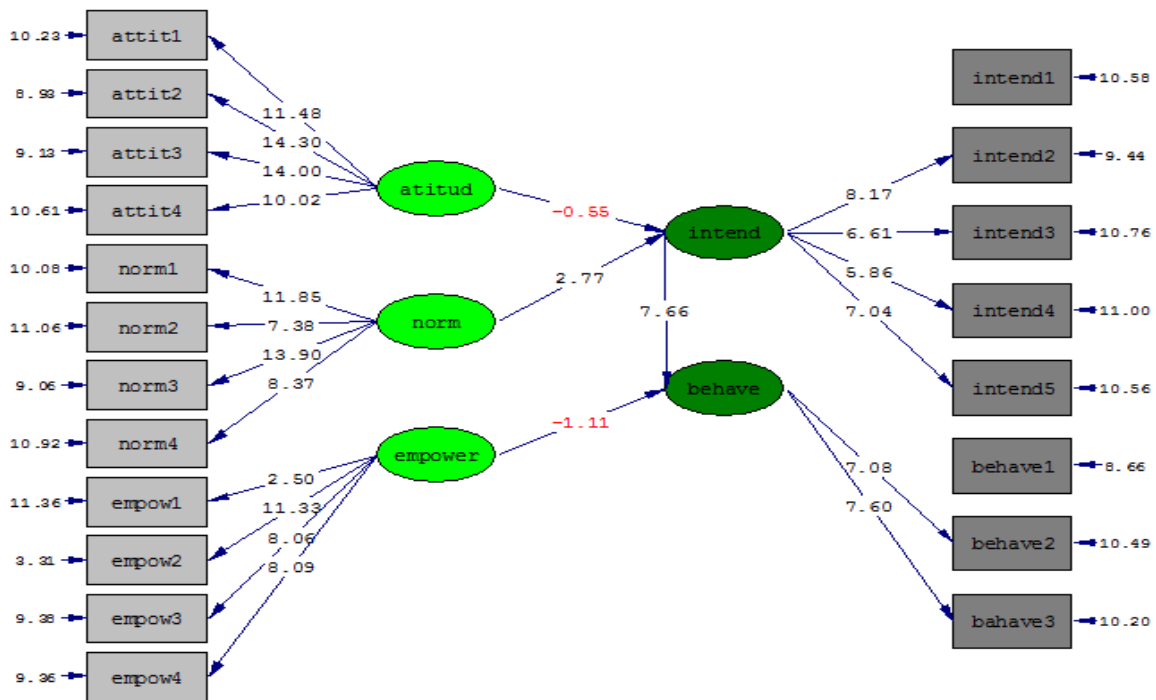 10.23
attit1
8.93
attit2
9.13
attit3
10.61
attit4
10.08
norm1
11.06
norm2
9.06
norm3
10.92
norm4
11.36
empow1
3.31
empow2
9.38
empow3
9.36
empow4
11.48
14.30
14.00
10.02
11.85
7.38
13.90
8.37
2.50
11.33
8.06
8.09
atitud
norm
empower
-0.55
2.77
-1.11
intend
7.66
behave
8.17
6.61
5.86
7.04
7.08
7.60
intend1
10.58
intend2
9.44
intend3
10.76
intend4
11.00
intend5
10.56
behave1
8.66
behave2
10.49
bahave3
10.20